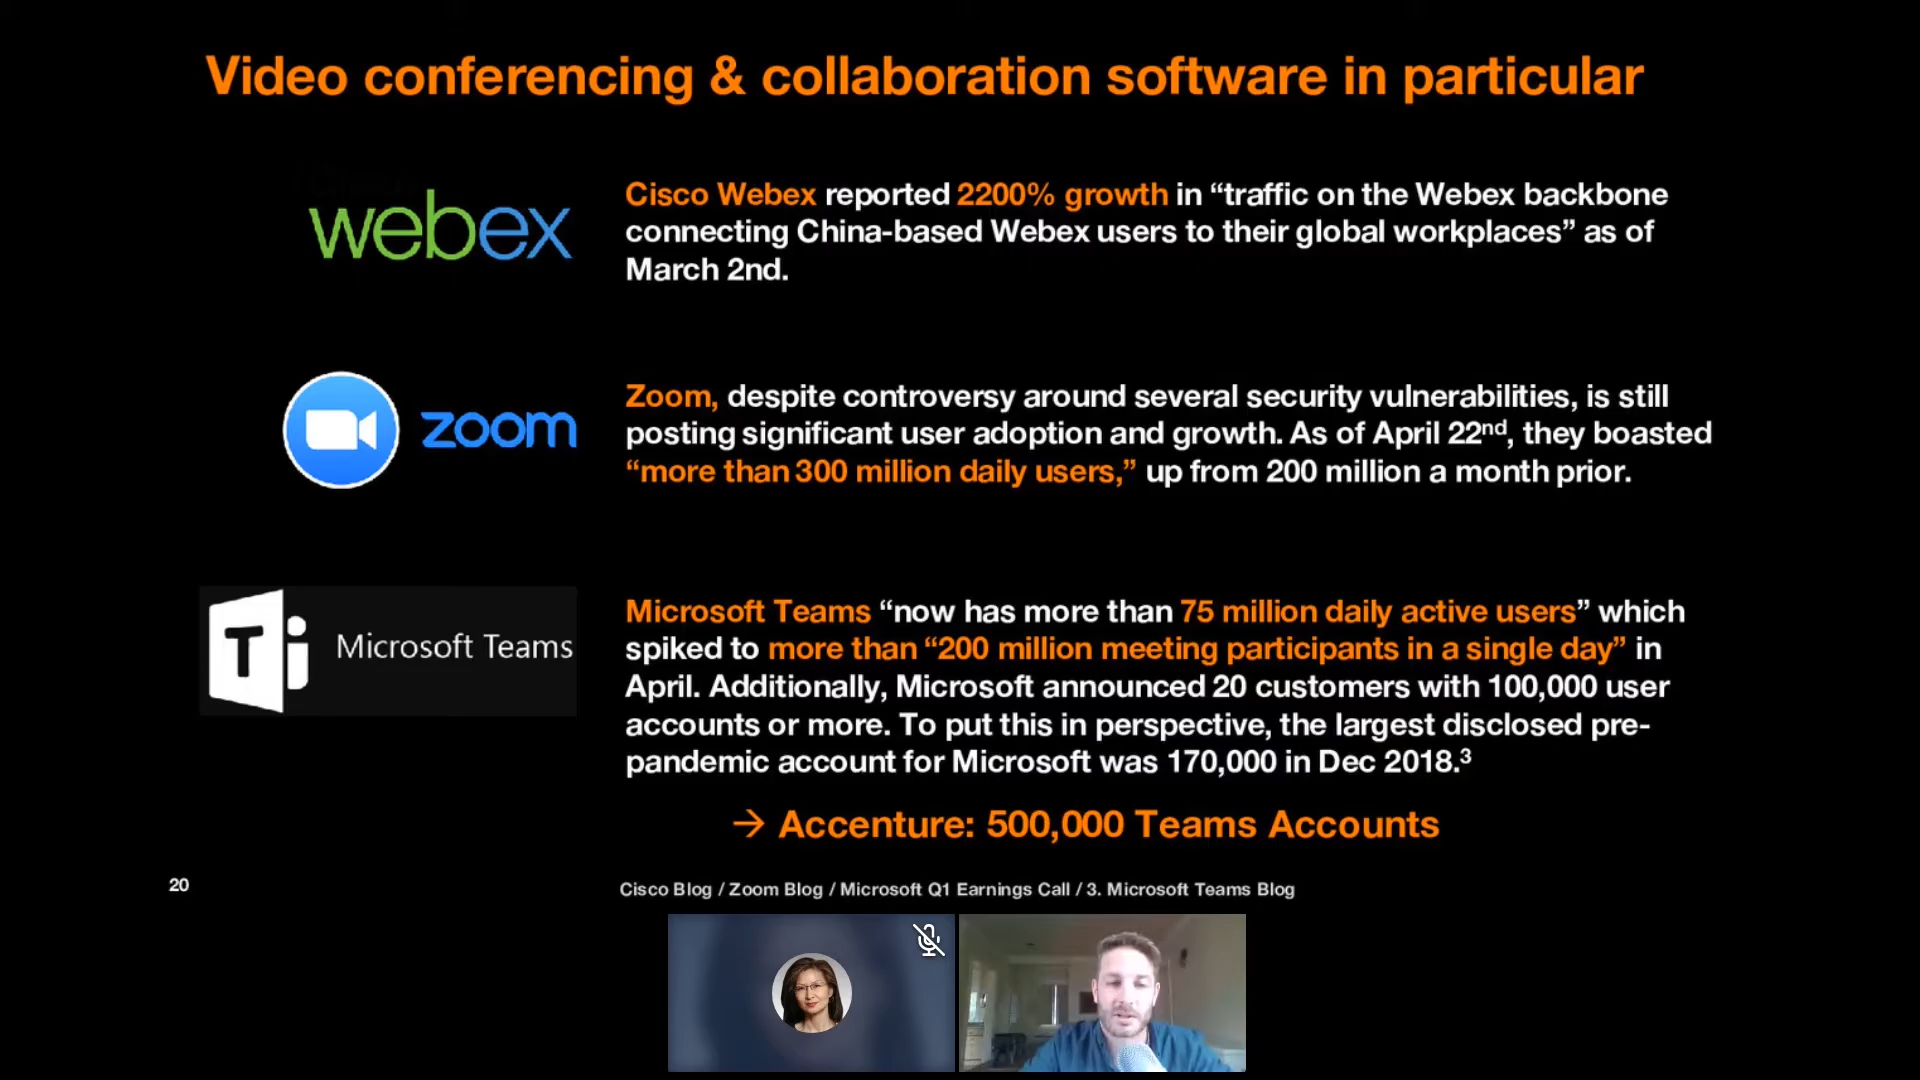 Video conferencing & collaboration software in particular
webex
Cisco Webex reported 2200% growth in “traffic on the Webex backbone
connecting China-based Webex users to their global workplaces” as of
March 2nd.
zoom
Zoom, despite controversy around several security vulnerabilities, is still
posting significant user adoption and growth. As of April 22nd, they boasted
“more than 300 million daily users,” up from 200 million a month prior.
T
Microsoft Teams
Microsoft Teams “now has more than 75 million daily active users” which
spiked to more than “200 million meeting participants in a single day” in
April. Additionally, Microsoft announced 20 customers with 100,000 user
accounts or more. To put this in perspective, the largest disclosed pre-
pandemic account for Microsoft was 170,000 in Dec 2018.³
→ Accenture: 500,000 Teams Accounts
20
Cisco Blog / Zoom Blog / Microsoft Q1 Earnings Call / 3. Microsoft Teams Blog